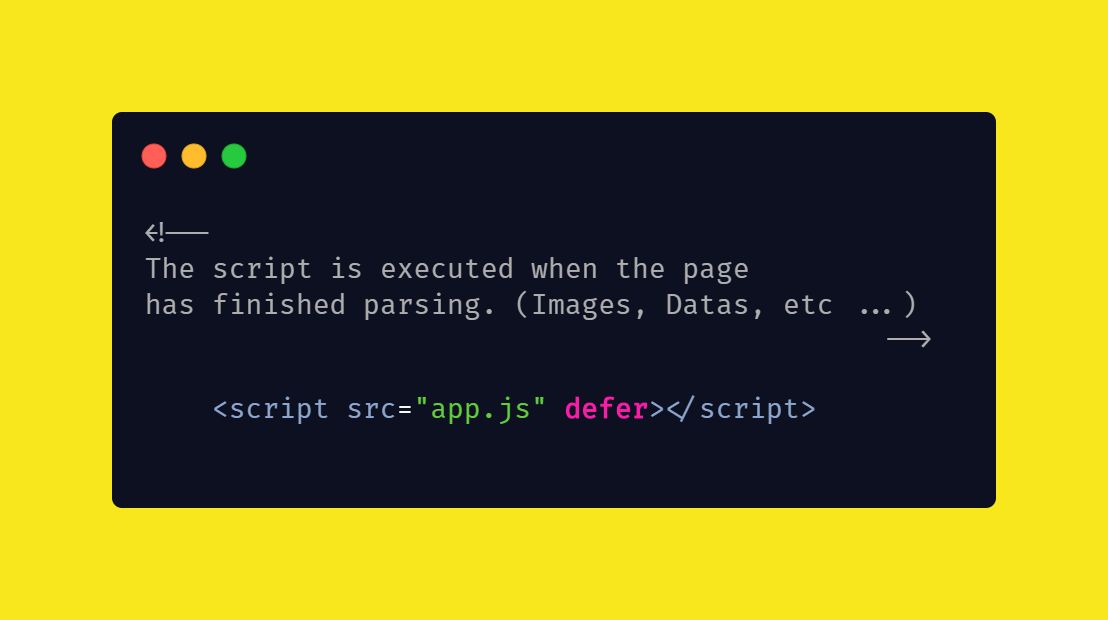 <!--
The script is executed when the page
has finished parsing. (Images, Datas, etc ...)
-->
<script src="app.js" defer></script>